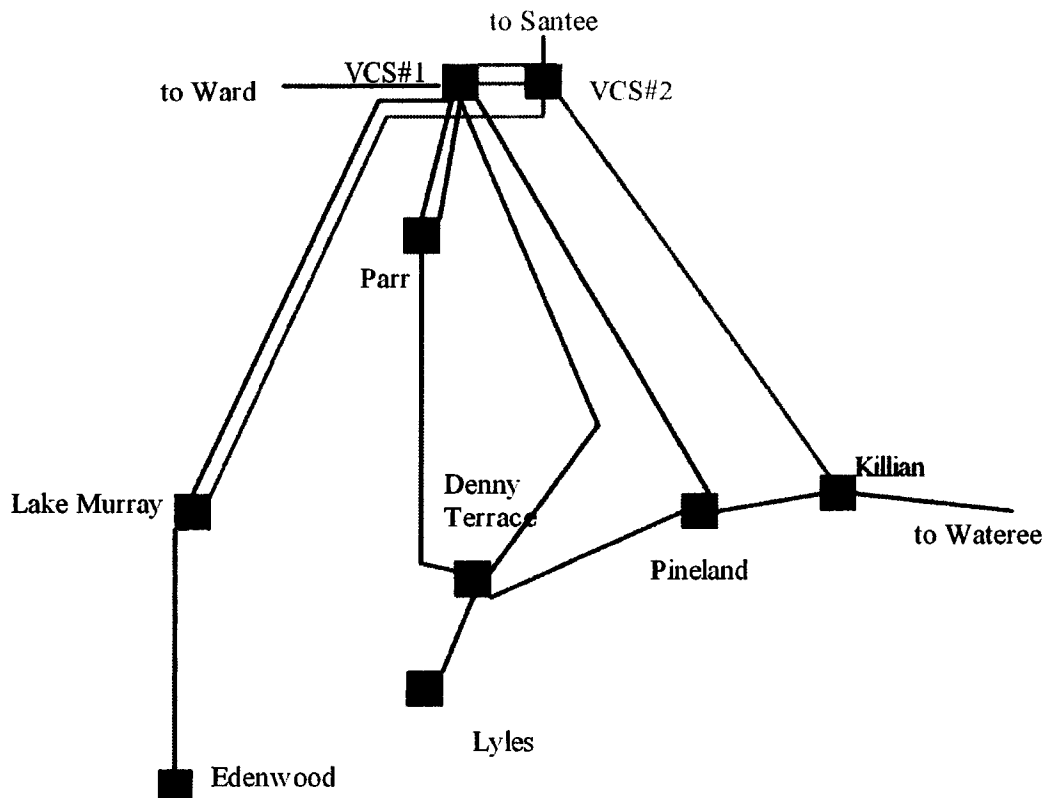 to Santee
VCS#1
to Ward
VCS#2
Parr
Killian
Denny
Terrace
Lake Murray
to Wateree
Pineland
Lyles
Edenwood